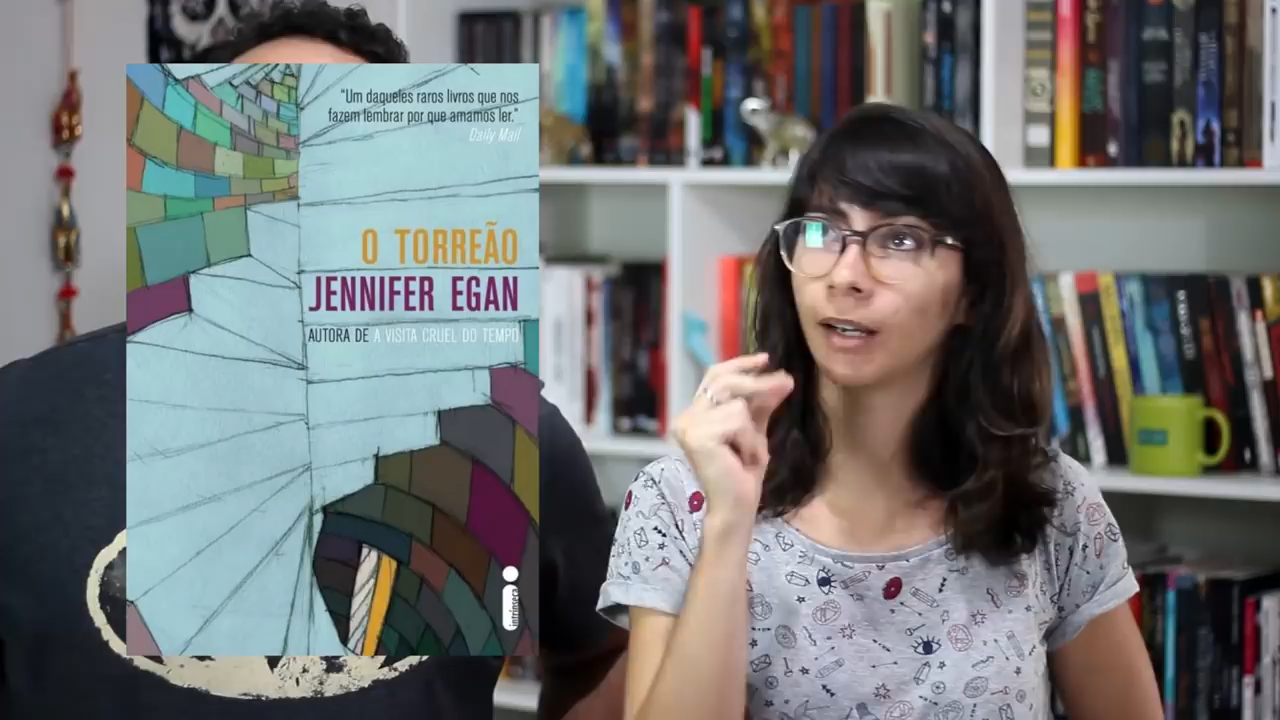 "Um daqueles raros livros que nos
fazem lembrar por que amamos ler."
Daily Mail
O TORREÃO
JENNIFER EGAN
AUTORA DE A VISITA CRUEL DO TEMPO
intrínseca